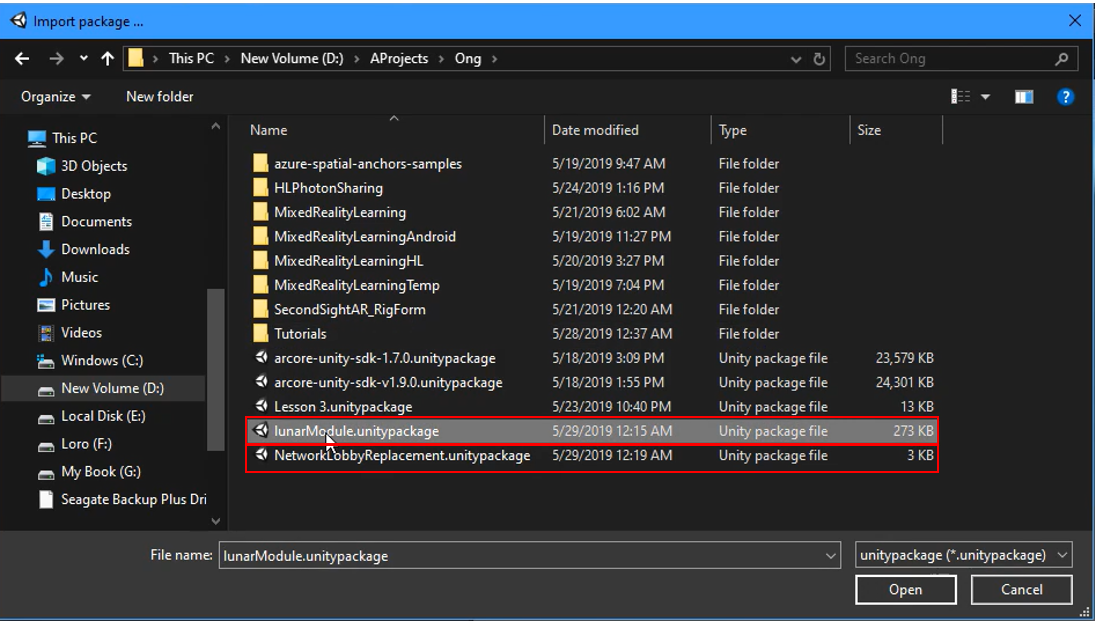 Import package ...
This PC > New Volume (D:) > AProjects > Ong >
Search Ong
Organize
New folder
?
This PC
3D Objects
Desktop
Documents
Downloads
Music
Pictures
Videos
Windows (C:)
New Volume (D:)
Local Disk (E:)
Loro (F:)
My Book (G:)
Seagate Backup Plus Dri
Name Date modified Type Size
azure-spatial-anchors-samples 5/19/2019 9:47 AM File folder
HLPhotonSharing 5/24/2019 1:16 PM File folder
MixedRealityLearning 5/21/2019 6:02 AM File folder
MixedRealityLearningAndroid 5/19/2019 11:27 PM File folder
MixedRealityLearningHL 5/20/2019 3:27 PM File folder
MixedRealityLearningTemp 5/19/2019 7:04 PM File folder
SecondSightAR_RigForm 5/21/2019 12:20 AM File folder
Tutorials 5/28/2019 12:37 AM File folder
arcore-unity-sdk-1.7.0.unitypackage 5/18/2019 3:09 PM Unity package file 23,579 KB
arcore-unity-sdk-v1.9.0.unitypackage 5/18/2019 1:55 PM Unity package file 24,301 KB
Lesson 3.unitypackage 5/23/2019 10:40 PM Unity package file 13 KB
lunarModule.unitypackage 5/29/2019 12:15 AM Unity package file 273 KB
NetworkLobbyReplacement.unitypackage 5/29/2019 12:19 AM Unity package file 3 KB
File name: lunarModule.unitypackage
unitypackage (*.unitypackage)
Open
Cancel